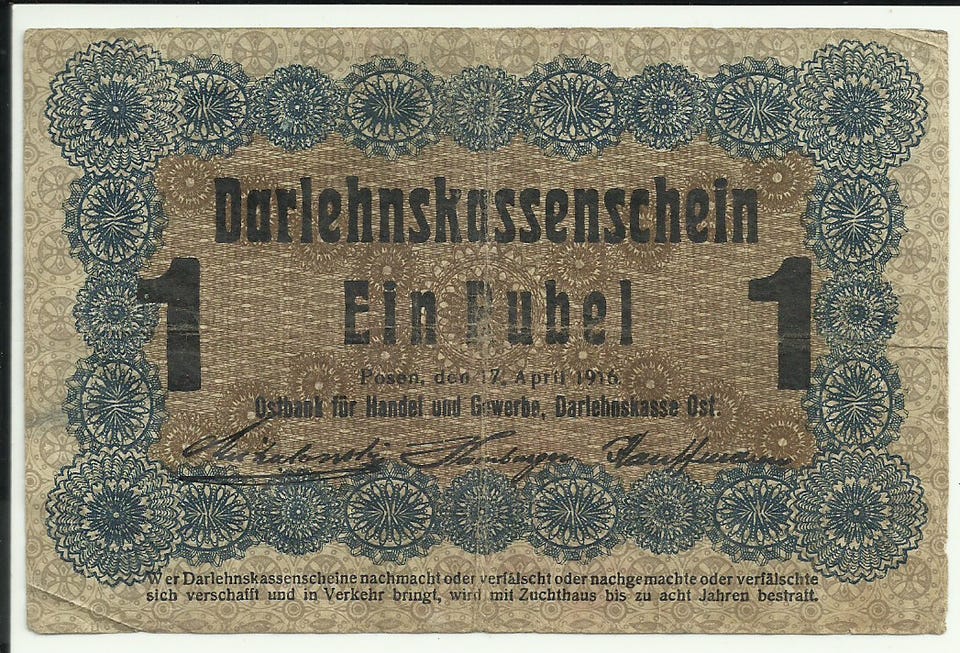 Darlehnskassenschein
1 Ein Rubel 1
Posen, den 17. April 1916.
Ostbank für Handel und Gewerbe, Darlehnskasse Ost.
Wer Darlehnskassenscheine nachmacht oder verfälscht oder nachgemachte oder verfälschte
sich verschafft und in Verkehr bringt, wird mit Zuchthaus bis zu acht Jahren bestraft.